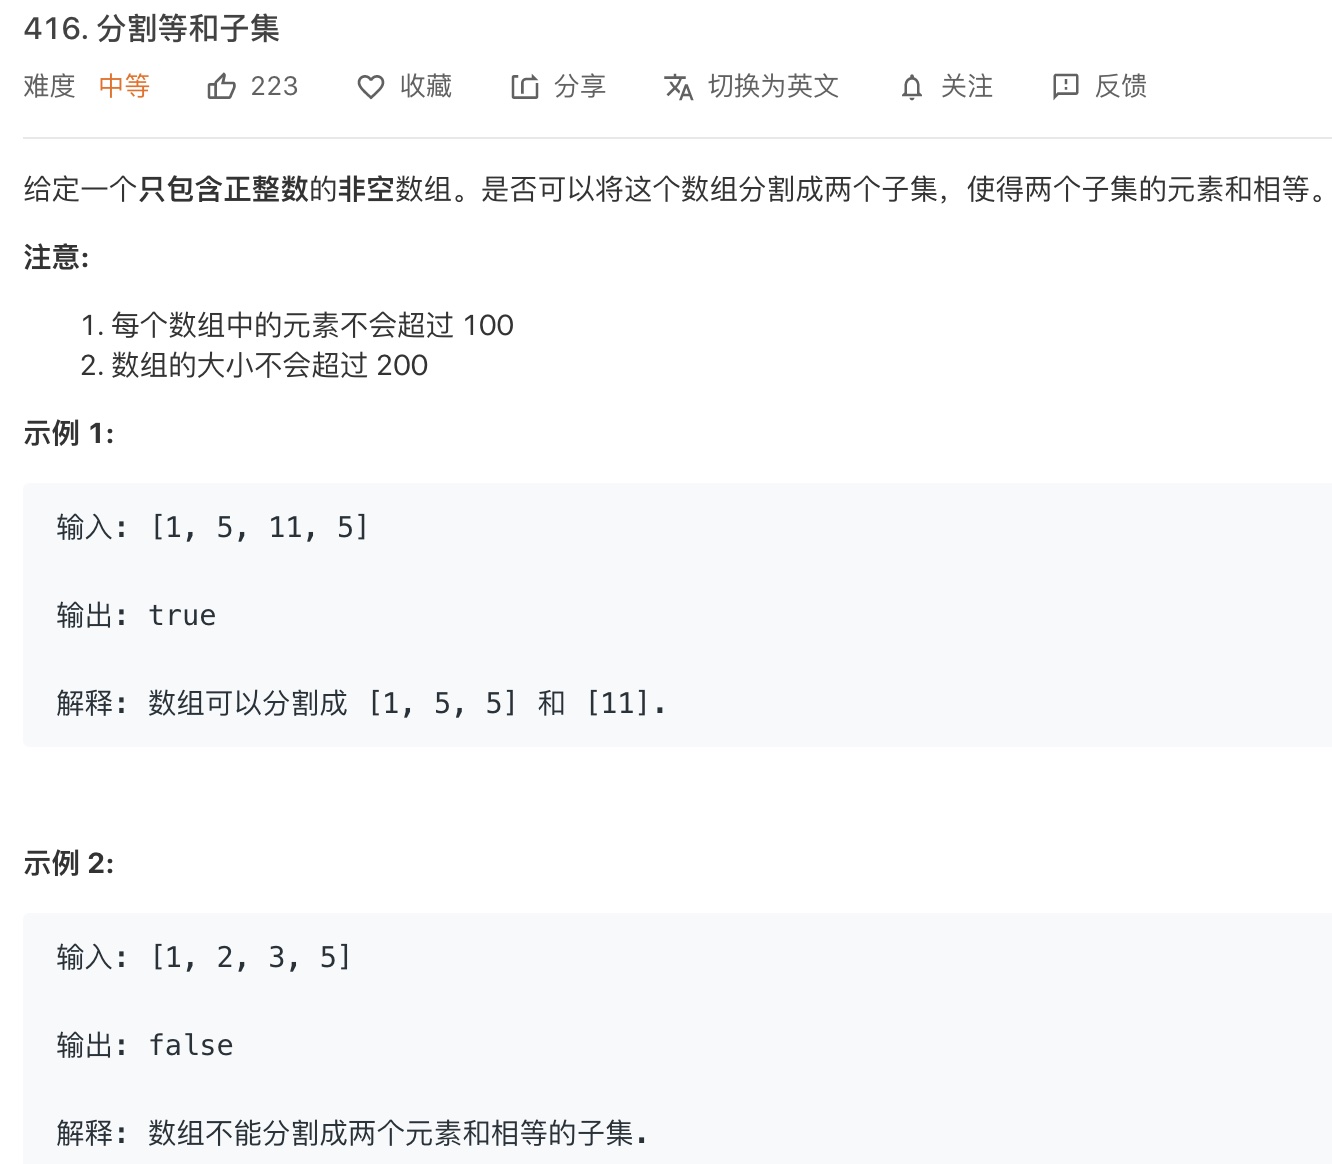 416. 分割等和子集
难度 中等 223 收藏 分享 切换为英文 关注 反馈
给定一个只包含正整数的非空数组。是否可以将这个数组分割成两个子集，使得两个子集的元素和相等。
注意:
1. 每个数组中的元素不会超过 100
2. 数组的大小不会超过 200
示例 1:
输入: [1, 5, 11, 5]
输出: true
解释: 数组可以分割成 [1, 5, 5] 和 [11].
示例 2:
输入: [1, 2, 3, 5]
输出: false
解释: 数组不能分割成两个元素和相等的子集.